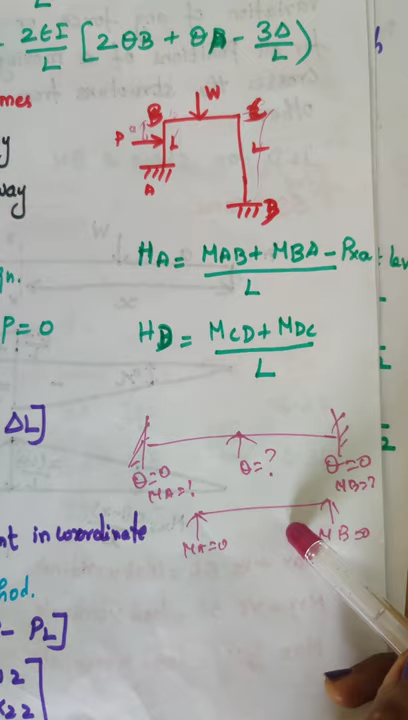 L
= 2EI/L [2θB + θA - 3Δ/L)
mes
y
way
W
B
C
P
a
L
L
A
D
HA = MAB + MBA - Pxa / L
n.
P = 0
HD = MCD + MDC / L
ΔL]
θ=0
θ=?
θ=0
MA=?
MB=?
MA=0
MB=0
nt in coordinate
hod.
- PL]
2
22